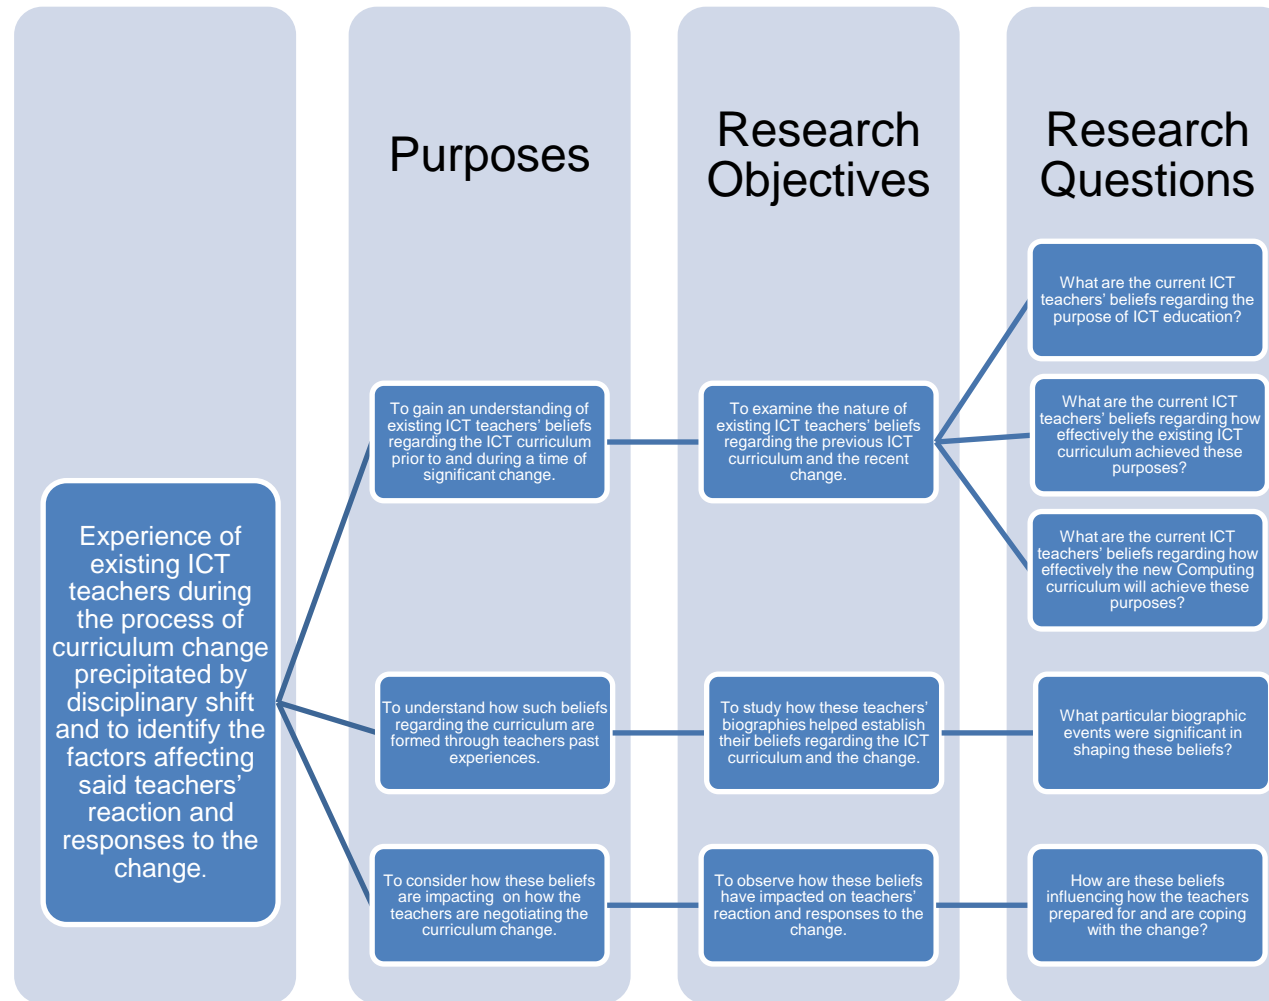 Purposes
Research
Objectives
Research
Questions
Experience of
existing ICT
teachers during
the process of
curriculum change
precipitated by
disciplinary shift
and to identify the
factors affecting
said teachers’
reaction and
responses to the
change.
To gain an understanding of
existing ICT teachers’ beliefs
regarding the ICT curriculum
prior to and during a time of
significant change.
To examine the nature of
existing ICT teachers’ beliefs
regarding the previous ICT
curriculum and the recent
change.
What are the current ICT
teachers’ beliefs regarding the
purpose of ICT education?
What are the current ICT
teachers’ beliefs regarding how
effectively the existing ICT
curriculum achieved these
purposes?
What are the current ICT
teachers’ beliefs regarding how
effectively the new Computing
curriculum will achieve these
purposes?
To understand how such beliefs
regarding the curriculum are
formed through teachers past
experiences.
To study how these teachers’
biographies helped establish
their beliefs regarding the ICT
curriculum and the change.
What particular biographic
events were significant in
shaping these beliefs?
To consider how these beliefs
are impacting on how the
teachers are negotiating the
curriculum change.
To observe how these beliefs
have impacted on teachers’
reaction and responses to the
change.
How are these beliefs
influencing how the teachers
prepared for and are coping
with the change?